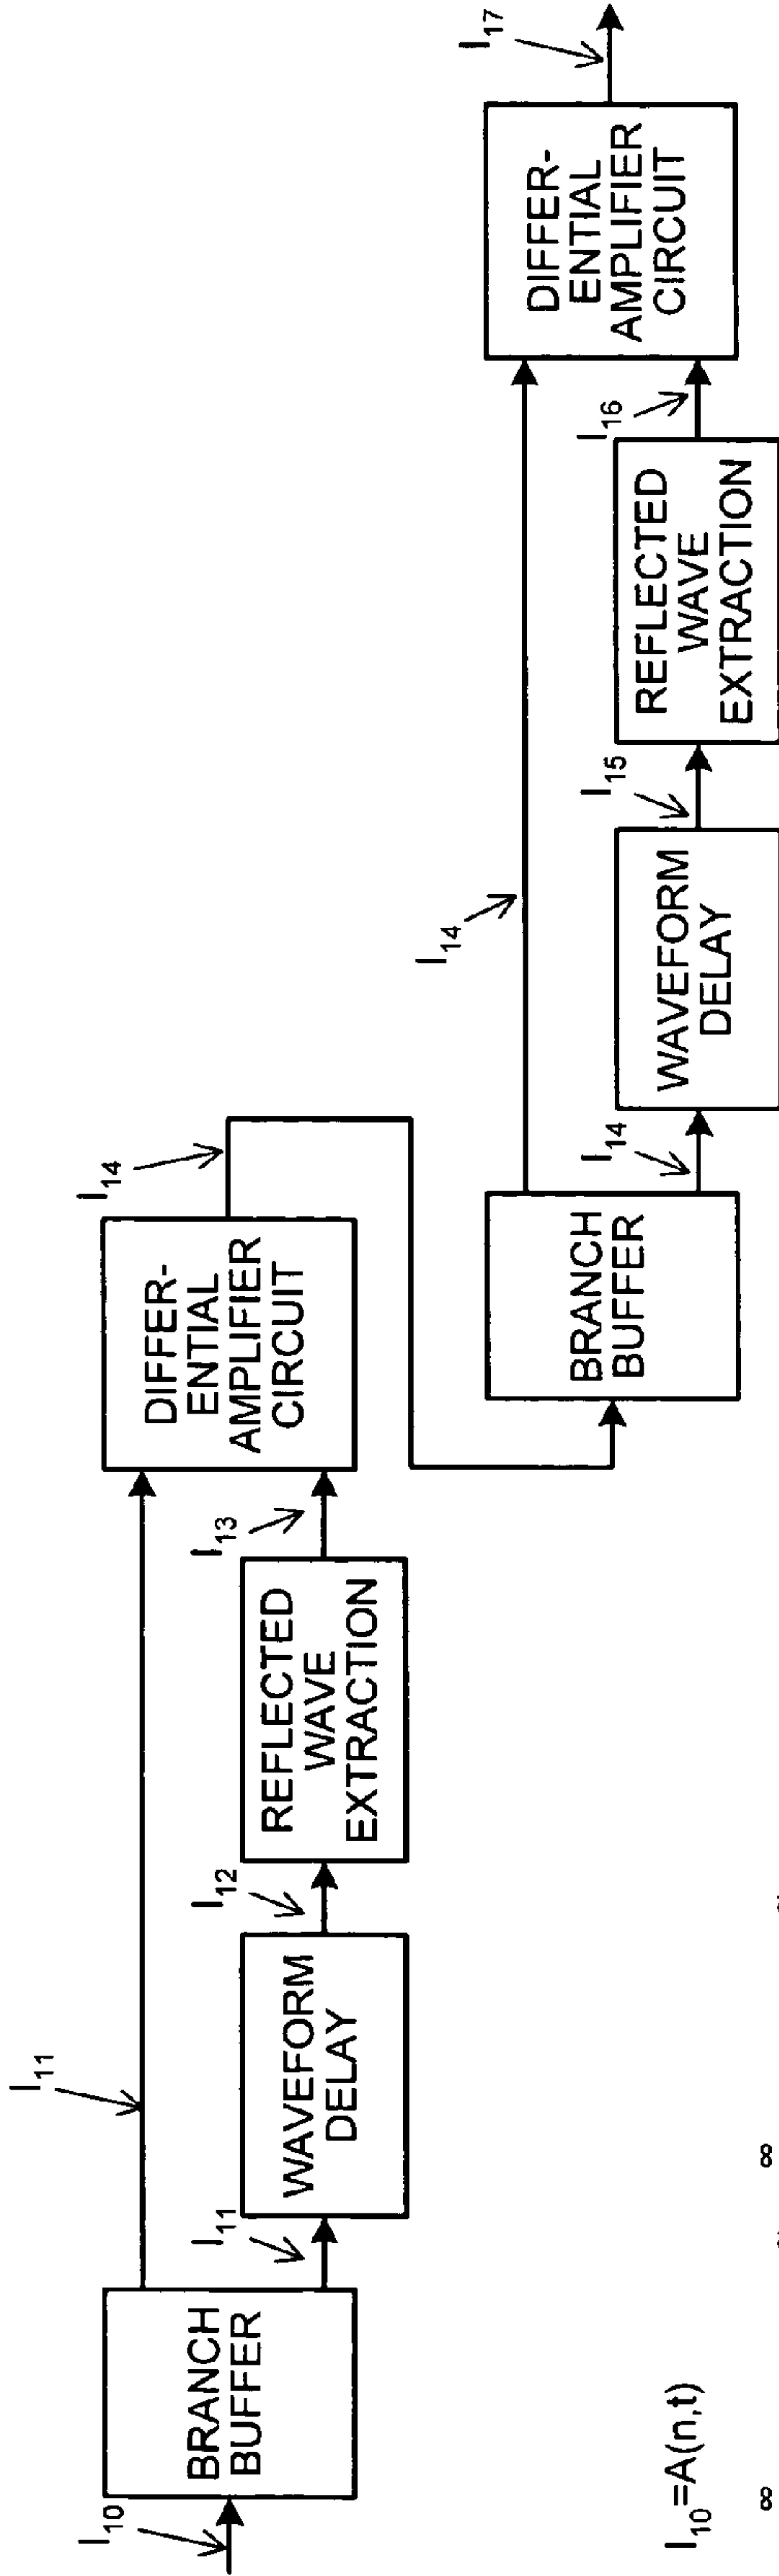 I10
BRANCH
BUFFER
I11
I11
WAVEFORM
DELAY
I12
REFLECTED
WAVE
EXTRACTION
I13
DIFFER-
ENTIAL
AMPLIFIER
CIRCUIT
I14
BRANCH
BUFFER
I14
I14
WAVEFORM
DELAY
I15
REFLECTED
WAVE
EXTRACTION
I16
DIFFER-
ENTIAL
AMPLIFIER
CIRCUIT
I17
I10=A(n,t)
∞ ∞